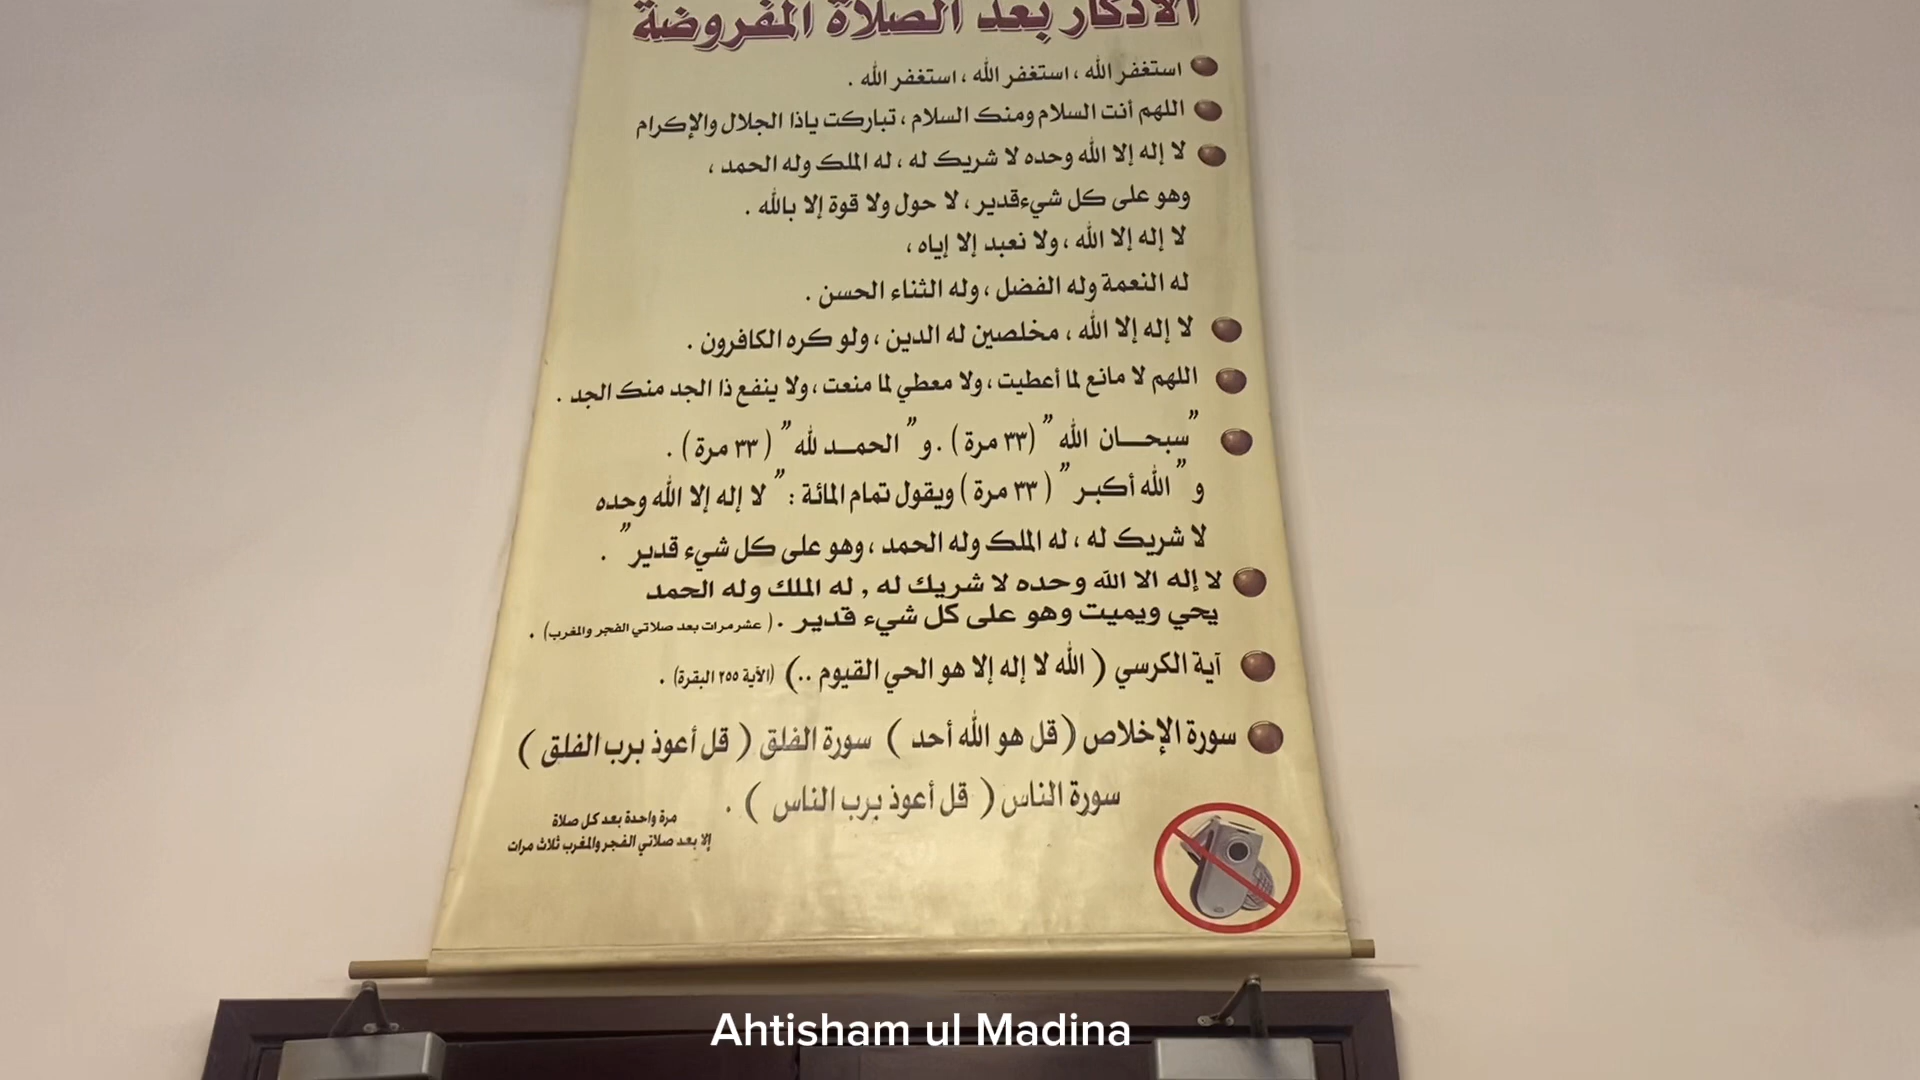 الأذكار بعد الصلاة المفروضة
استغفر الله ، استغفر الله ، استغفر الله .
اللهم أنت السلام ومنك السلام ، تباركت ياذا الجلال والإكرام
لا إله إلا الله وحده لا شريك له ، له الملك وله الحمد ،
وهو على كل شيء قدير ، لا حول ولا قوة إلا بالله .
لا إله إلا الله ، ولا نعبد إلا إياه ،
له النعمة وله الفضل ، وله الثناء الحسن .
لا إله إلا الله ، مخلصين له الدين ، ولو كره الكافرون .
اللهم لا مانع لما أعطيت ، ولا معطي لما منعت ، ولا ينفع ذا الجد منك الجد .
"سبحـــان الله" (٣٣ مرة) . و "الحمــد لله" (٣٣ مرة) .
و "الله أكبـر" (٣٣ مرة) ويقول تمام المائة : "لا إله إلا الله وحده
لا شريك له ، له الملك وله الحمد ، وهو على كل شيء قدير" .
لا إله الا الله وحده لا شريك له , له الملك وله الحمد
يحي ويميت وهو على كل شيء قدير . (عشر مرات بعد صلاتي الفجر والمغرب) .
آية الكرسي ( الله لا إله إلا هو الحي القيوم ..) (الآية ٢٥٥ البقرة) .
سورة الإخلاص (قل هو الله أحد ) سورة الفلق ( قل أعوذ برب الفلق )
سورة الناس ( قل أعوذ برب الناس ) .
مرة واحدة بعد كل صلاة
إلا بعد صلاتي الفجر والمغرب ثلاث مرات
Ahtisham ul Madina